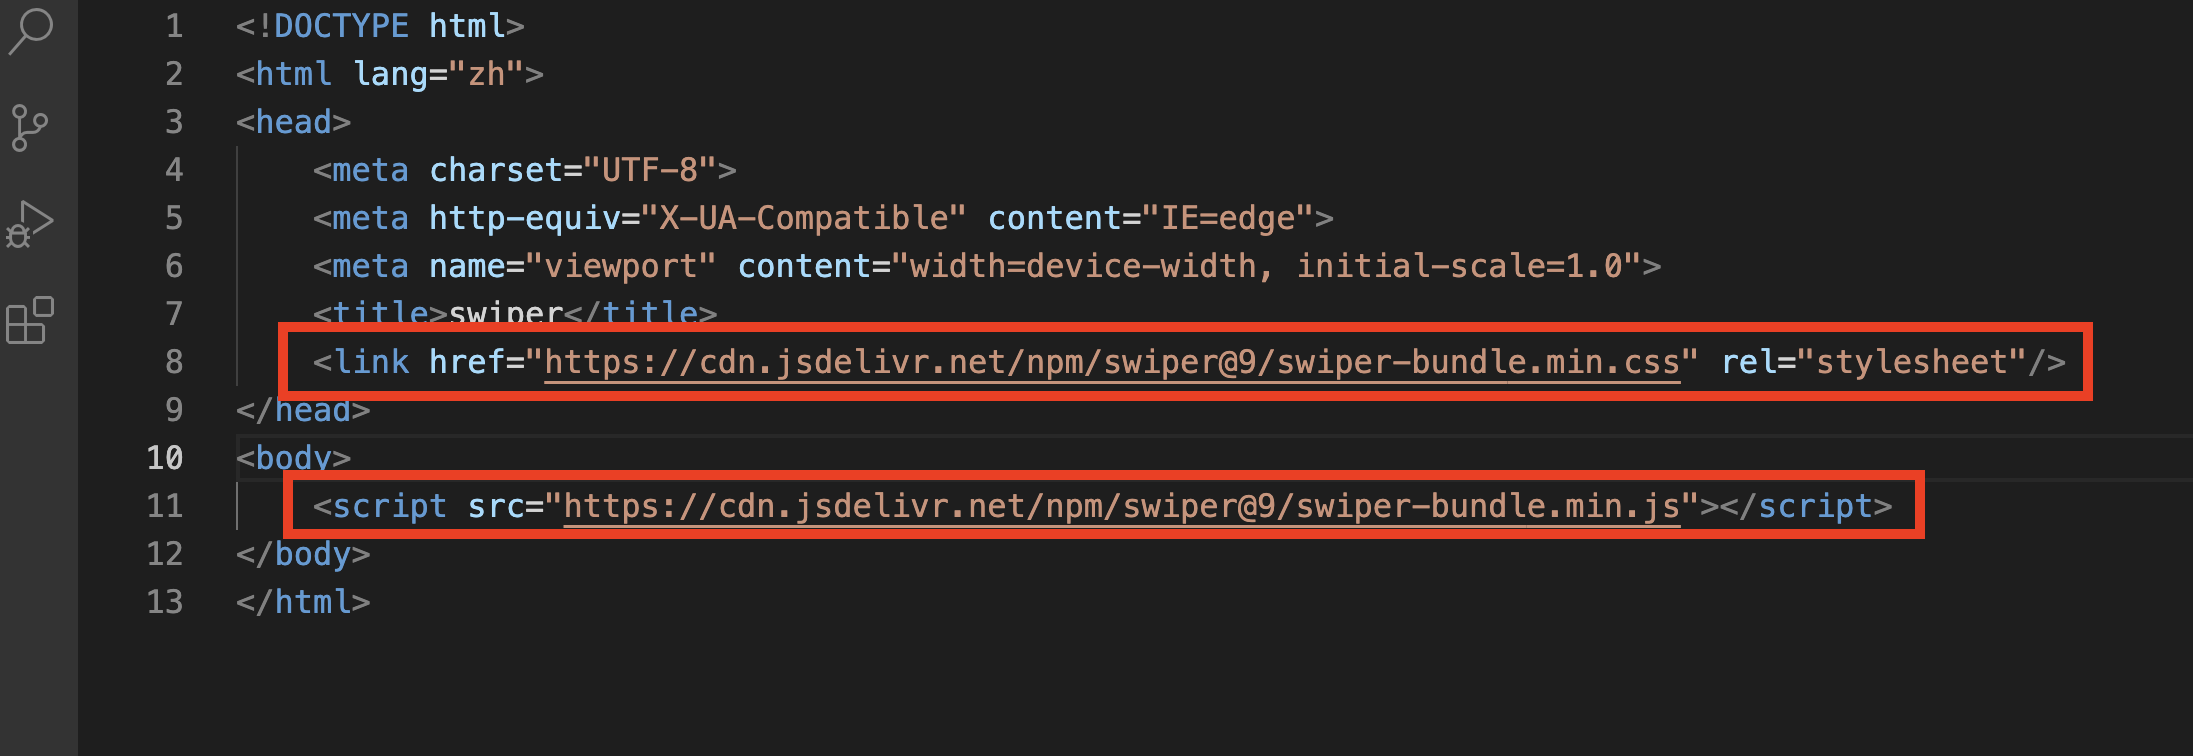 1 <!DOCTYPE html>
2 <html lang="zh">
3 <head>
4 <meta charset="UTF-8">
5 <meta http-equiv="X-UA-Compatible" content="IE=edge">
6 <meta name="viewport" content="width=device-width, initial-scale=1.0">
7 <title>swiper</title>
8 <link href="https://cdn.jsdelivr.net/npm/swiper@9/swiper-bundle.min.css" rel="stylesheet"/>
9 </head>
10 <body>
11 <script src="https://cdn.jsdelivr.net/npm/swiper@9/swiper-bundle.min.js"></script>
12 </body>
13 </html>